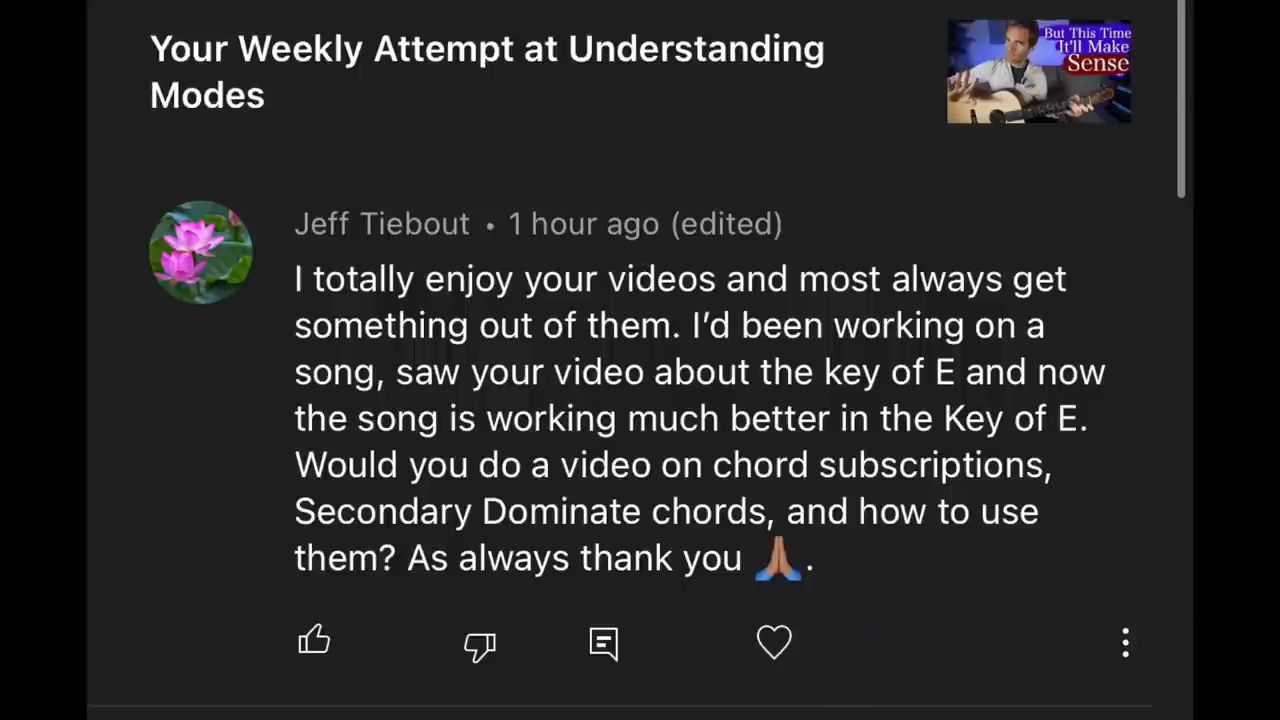 Your Weekly Attempt at Understanding
Modes
But This Time
It'll Make
Sense
Jeff Tiebout • 1 hour ago (edited)
I totally enjoy your videos and most always get
something out of them. I’d been working on a
song, saw your video about the key of E and now
the song is working much better in the Key of E.
Would you do a video on chord subscriptions,
Secondary Dominate chords, and how to use
them? As always thank you 🙏🏽.